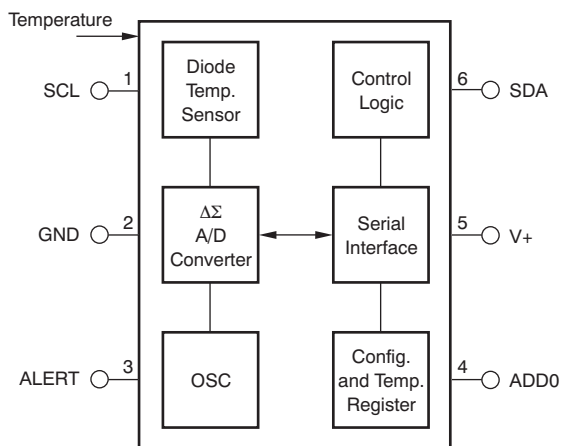 Temperature
SCL
1
Diode
Temp.
Sensor
Control
Logic
6
SDA
GND
2
ΔΣ
A/D
Converter
Serial
Interface
5
V+
ALERT
3
OSC
Config.
and Temp.
Register
4
ADD0